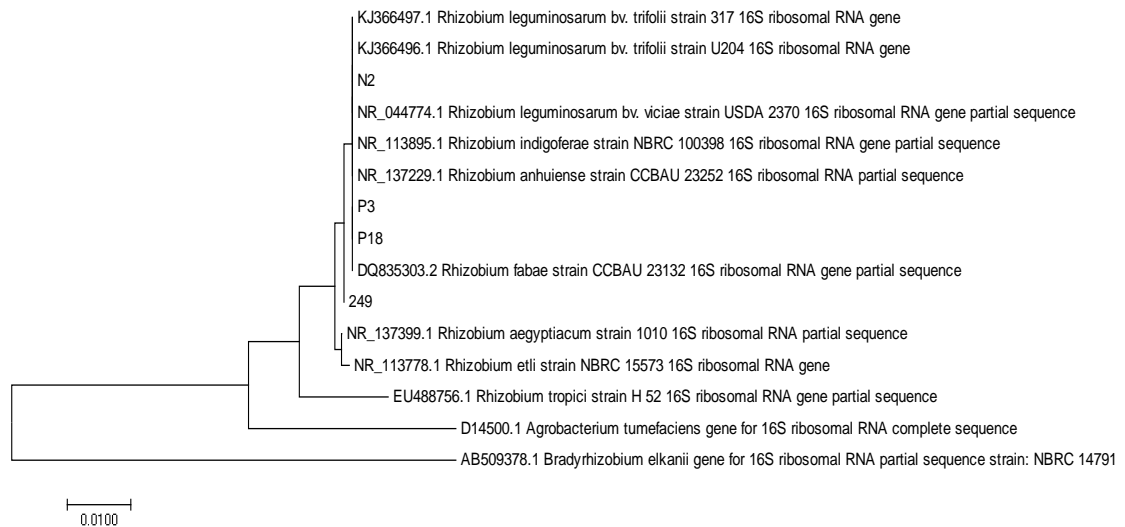 KJ366497.1 Rhizobium leguminosarum bv. trifolii strain 317 16S ribosomal RNA gene
KJ366496.1 Rhizobium leguminosarum bv. trifolii strain U204 16S ribosomal RNA gene
N2
NR_044774.1 Rhizobium leguminosarum bv. viciae strain USDA 2370 16S ribosomal RNA gene partial sequence
NR_113895.1 Rhizobium indigoferae strain NBRC 100398 16S ribosomal RNA gene partial sequence
NR_137229.1 Rhizobium anhuiense strain CCBAU 23252 16S ribosomal RNA partial sequence
P3
P18
DQ835303.2 Rhizobium fabae strain CCBAU 23132 16S ribosomal RNA gene partial sequence
249
NR_137399.1 Rhizobium aegyptiacum strain 1010 16S ribosomal RNA partial sequence
NR_113778.1 Rhizobium etli strain NBRC 15573 16S ribosomal RNA gene
EU488756.1 Rhizobium tropici strain H 52 16S ribosomal RNA gene partial sequence
D14500.1 Agrobacterium tumefaciens gene for 16S ribosomal RNA complete sequence
AB509378.1 Bradyrhizobium elkanii gene for 16S ribosomal RNA partial sequence strain: NBRC 14791
0.0100